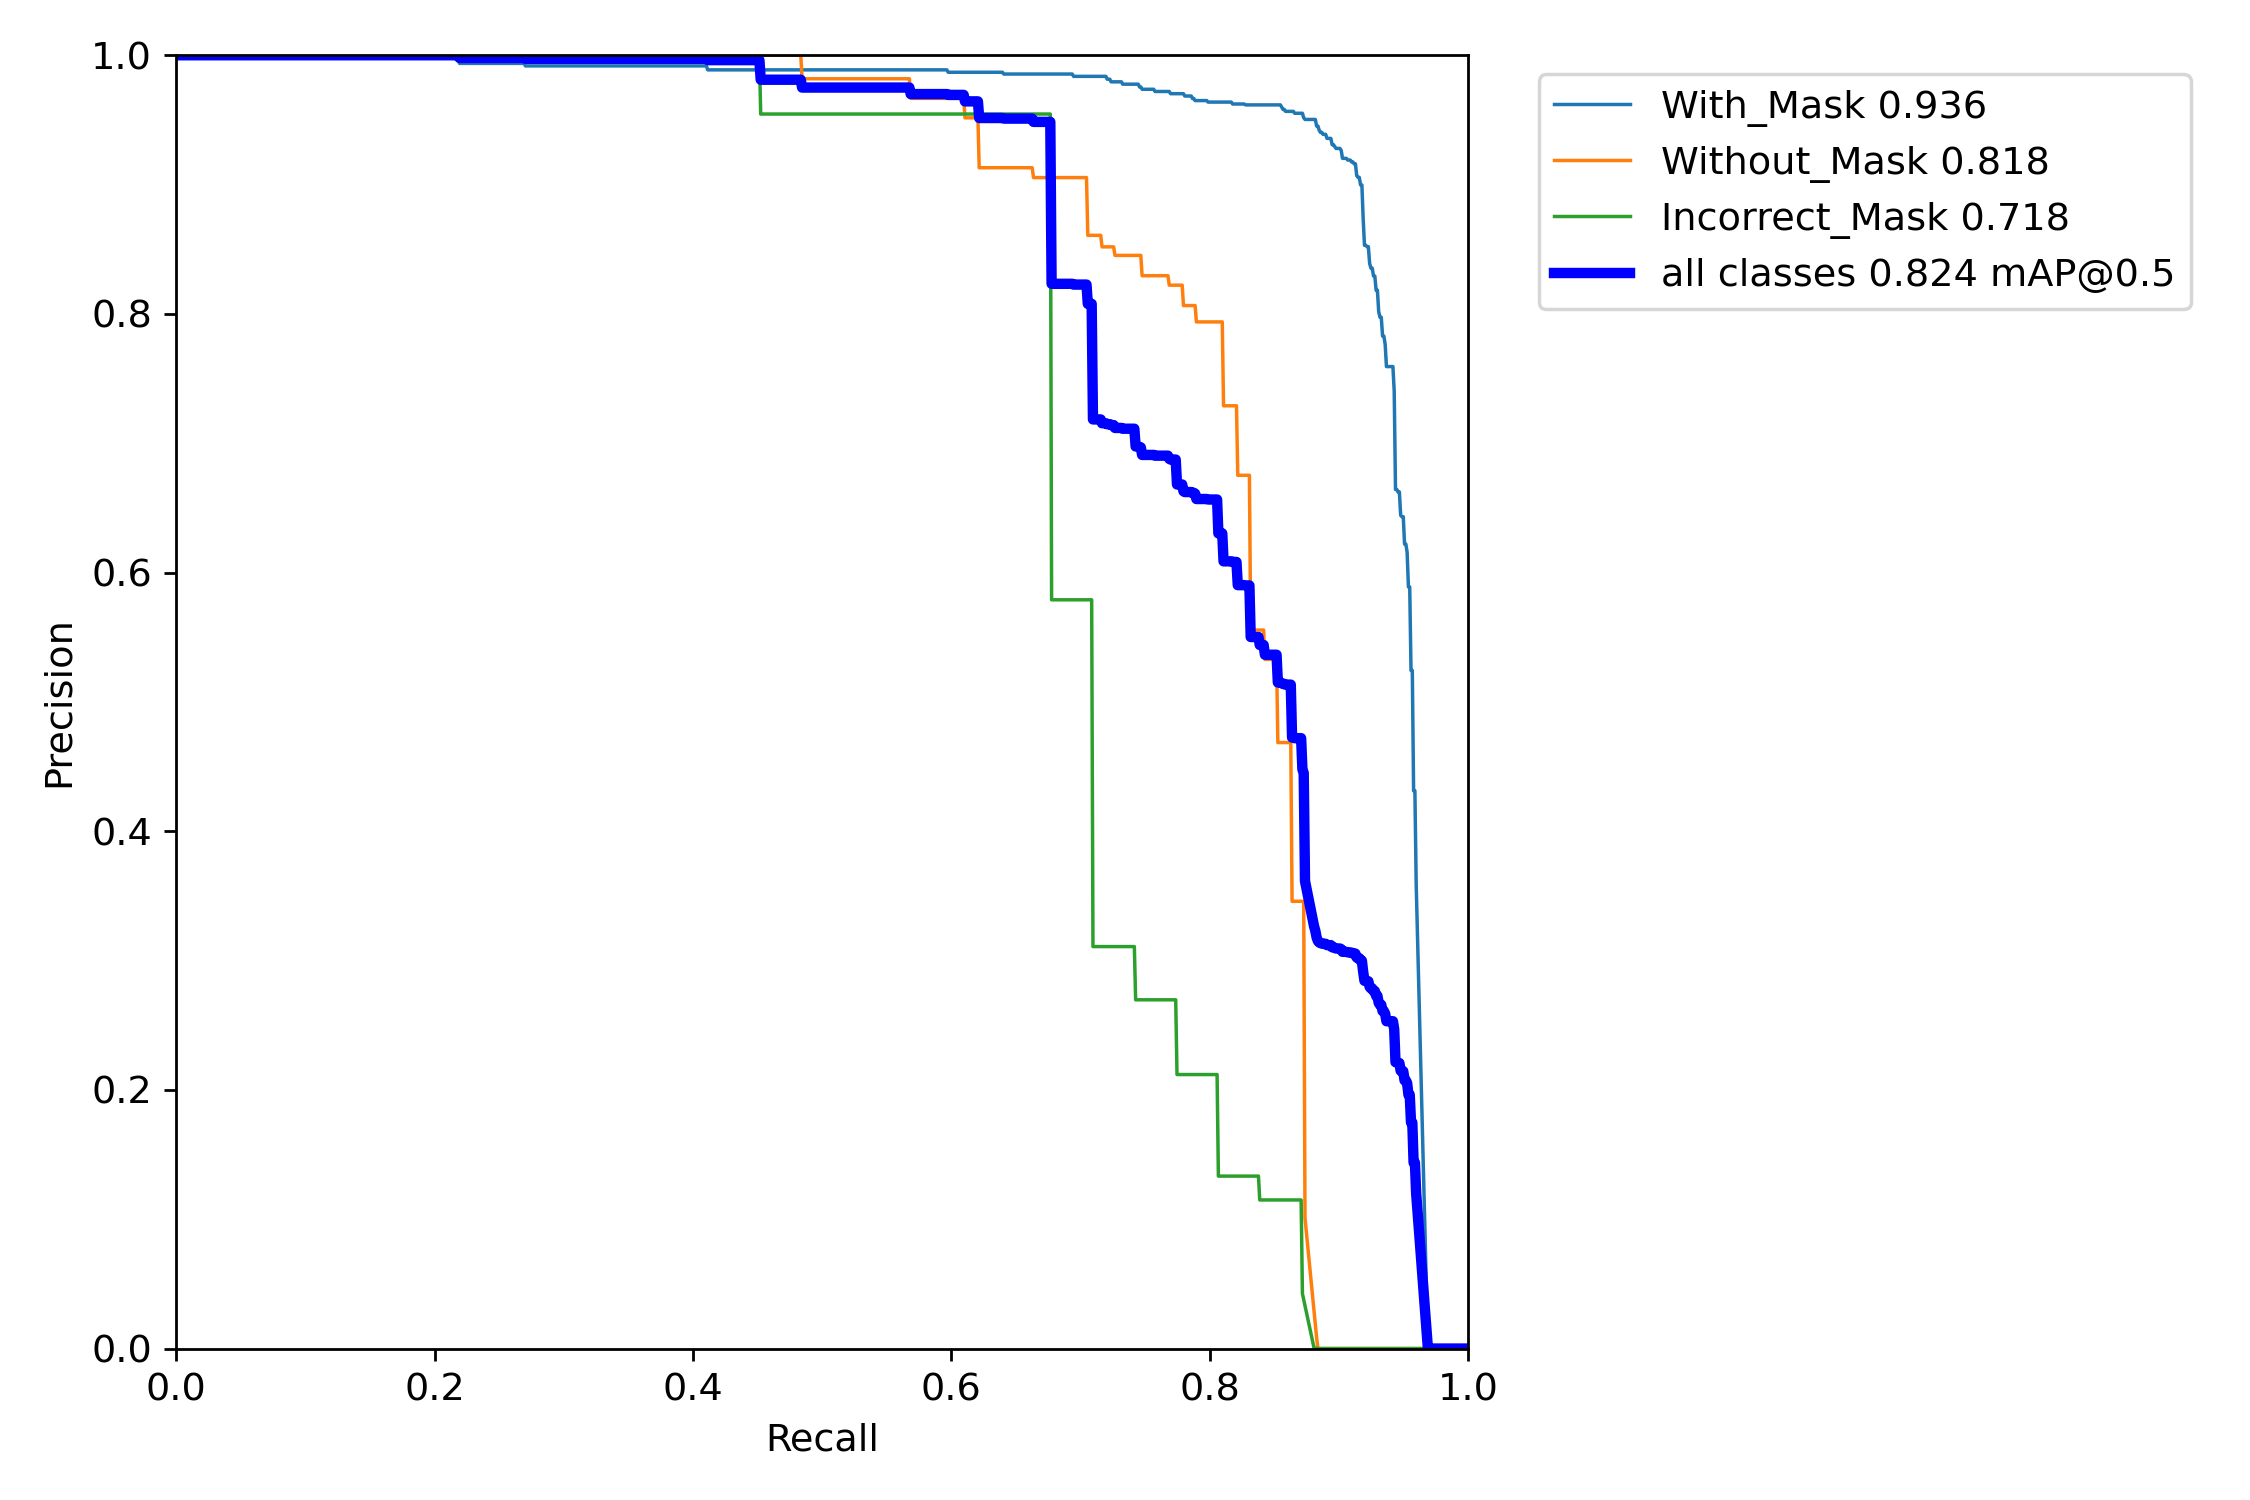 1.0
0.8
0.6
0.4
0.2
0.0
Precision
0.0 0.2 0.4 0.6 0.8 1.0
Recall
With_Mask 0.936
Without_Mask 0.818
Incorrect_Mask 0.718
all classes 0.824 mAP@0.5